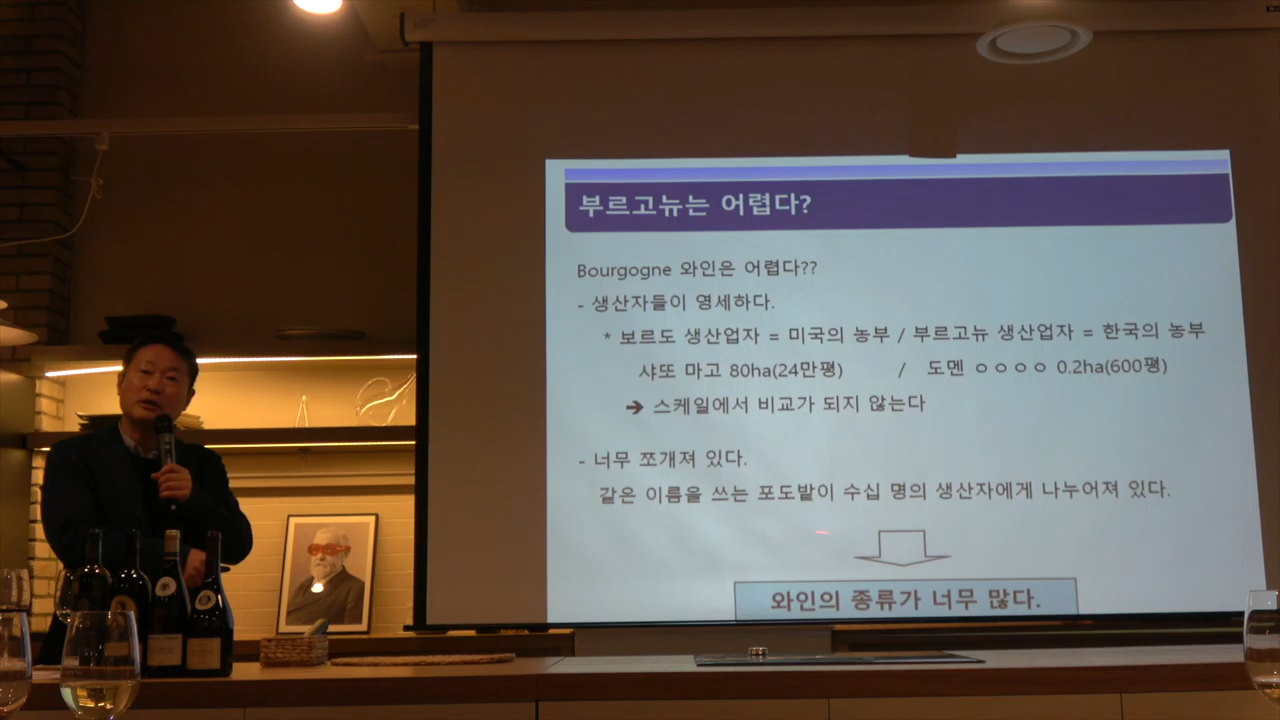 부르고뉴는 어렵다?
Bourgogne 와인은 어렵다??
- 생산자들이 영세하다.
* 보르도 생산업자 = 미국의 농부 / 부르고뉴 생산업자 = 한국의 농부
샤또 마고 80ha(24만평) / 도멘 ㅇㅇㅇㅇ 0.2ha(600평)
➔ 스케일에서 비교가 되지 않는다
- 너무 쪼개져 있다.
같은 이름을 쓰는 포도밭이 수십 명의 생산자에게 나누어져 있다.
와인의 종류가 너무 많다.